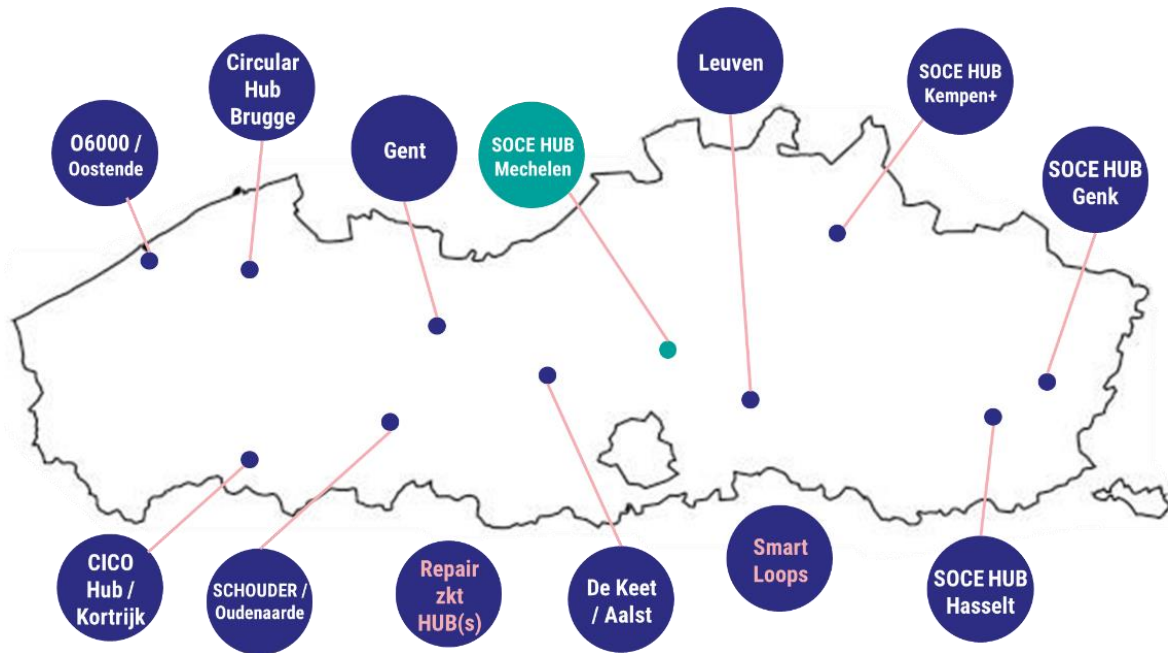 O6000 /
Oostende
Circular
Hub
Brugge
Gent
SOCE HUB
Mechelen
Leuven
SOCE HUB
Kempen+
SOCE HUB
Genk
CICO
Hub /
Kortrijk
SCHOUDER /
Oudenaarde
Repair
zkt
HUB(s)
De Keet
/ Aalst
Smart
Loops
SOCE HUB
Hasselt